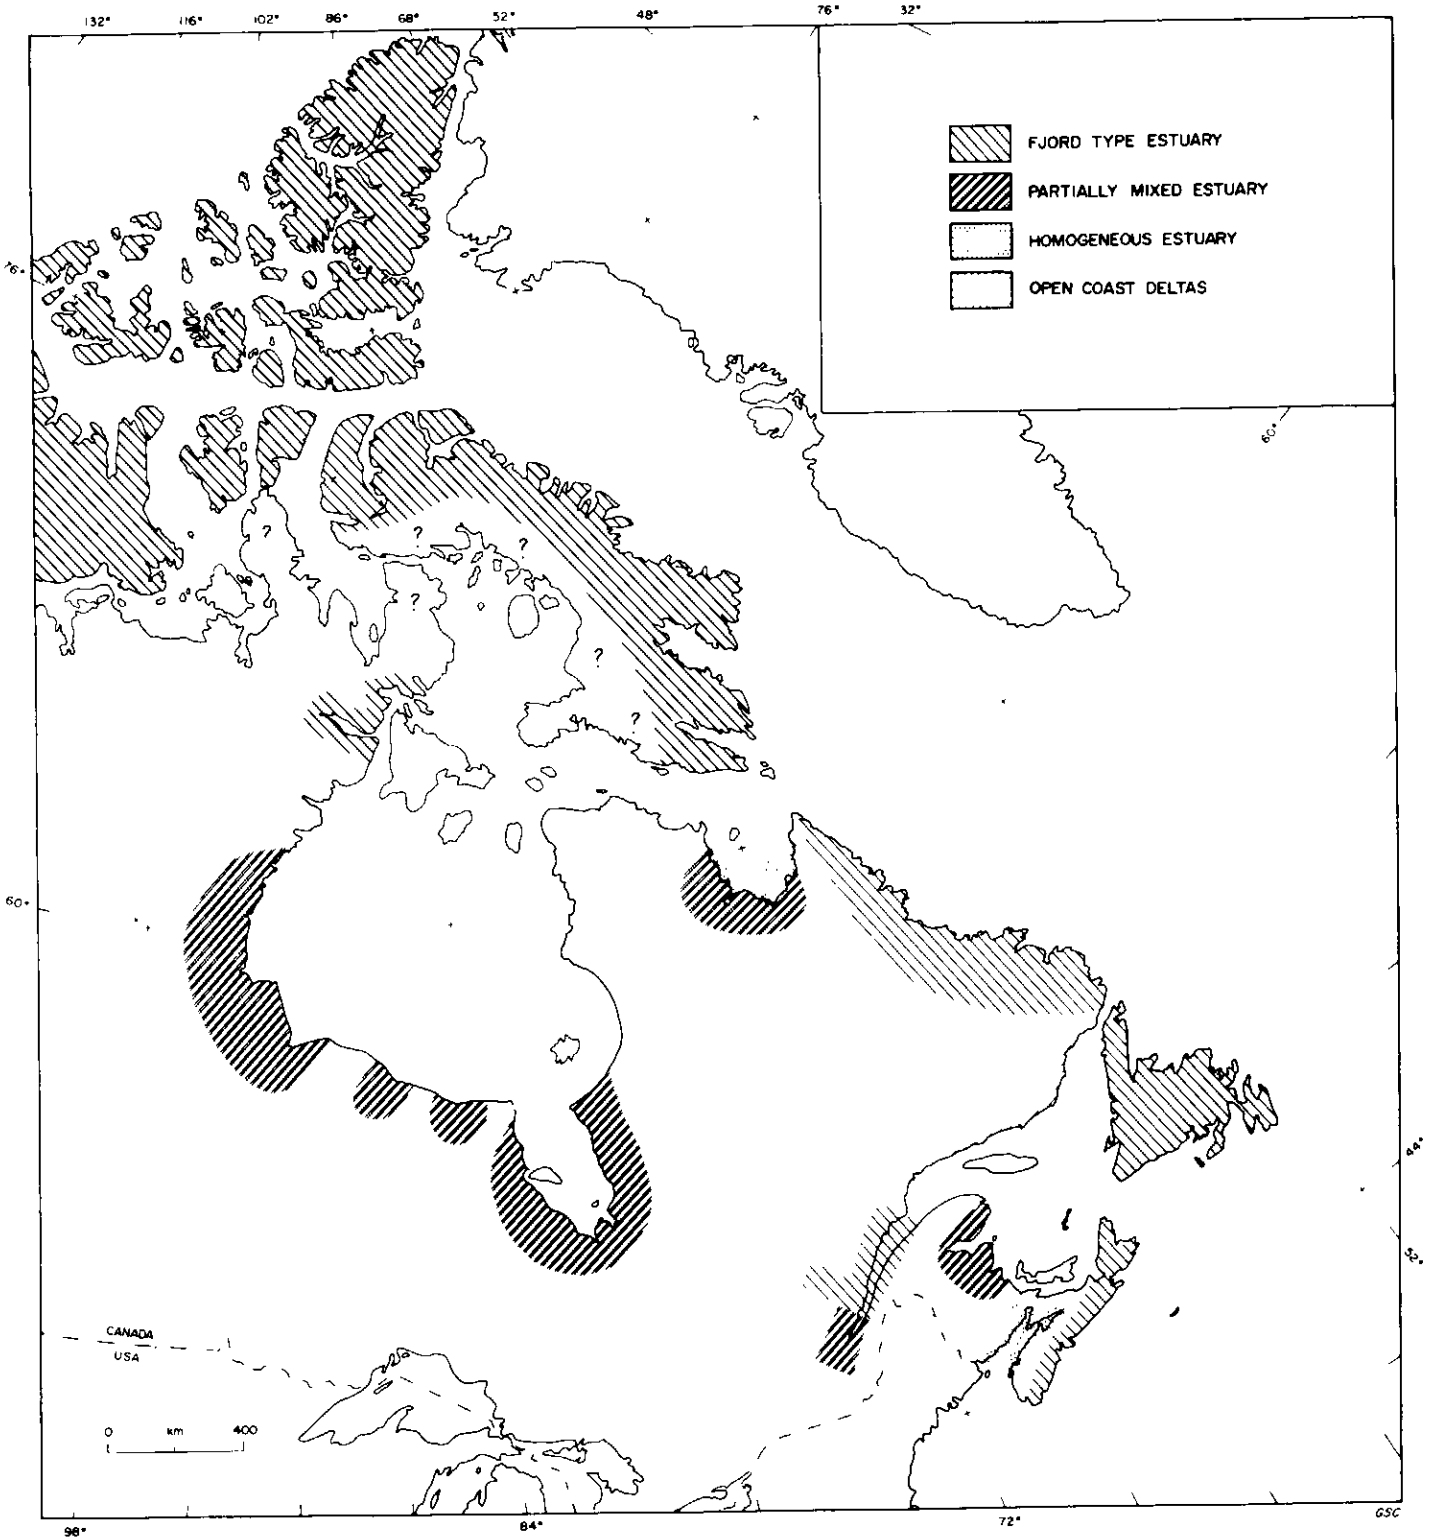 132° 116° 102° 86° 68° 52° 48° 76° 32°
FJORD TYPE ESTUARY
PARTIALLY MIXED ESTUARY
HOMOGENEOUS ESTUARY
OPEN COAST DELTAS
76°
60°
?
? ?
?
?
?
60°
44°
52°
CANADA
USA
0 km 400
98° 84° 72°
GSC